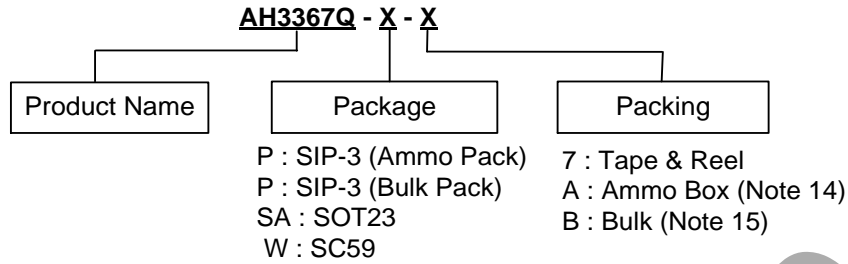 AH3367Q - X - X
Product Name
Package
Packing
P : SIP-3 (Ammo Pack)
P : SIP-3 (Bulk Pack)
SA : SOT23
W : SC59
7 : Tape & Reel
A : Ammo Box (Note 14)
B : Bulk (Note 15)